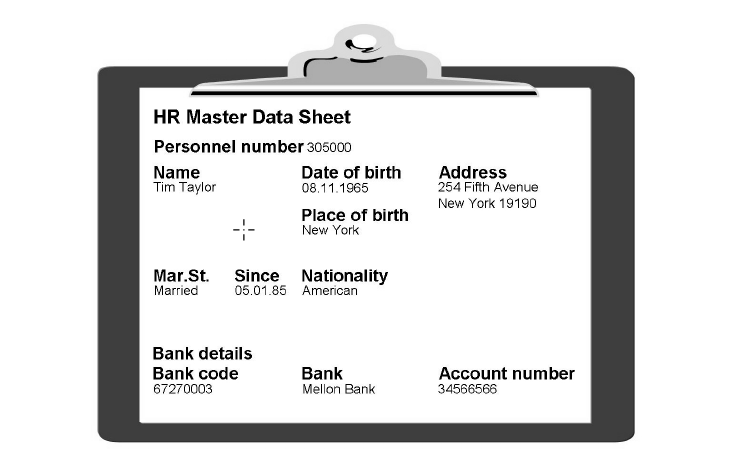 HR Master Data Sheet
Personnel number 305000
Name Date of birth Address
Tim Taylor 08.11.1965 254 Fifth Avenue
New York 19190
Place of birth
New York
Mar.St. Since Nationality
Married 05.01.85 American
Bank details
Bank code Bank Account number
67270003 Mellon Bank 34566566